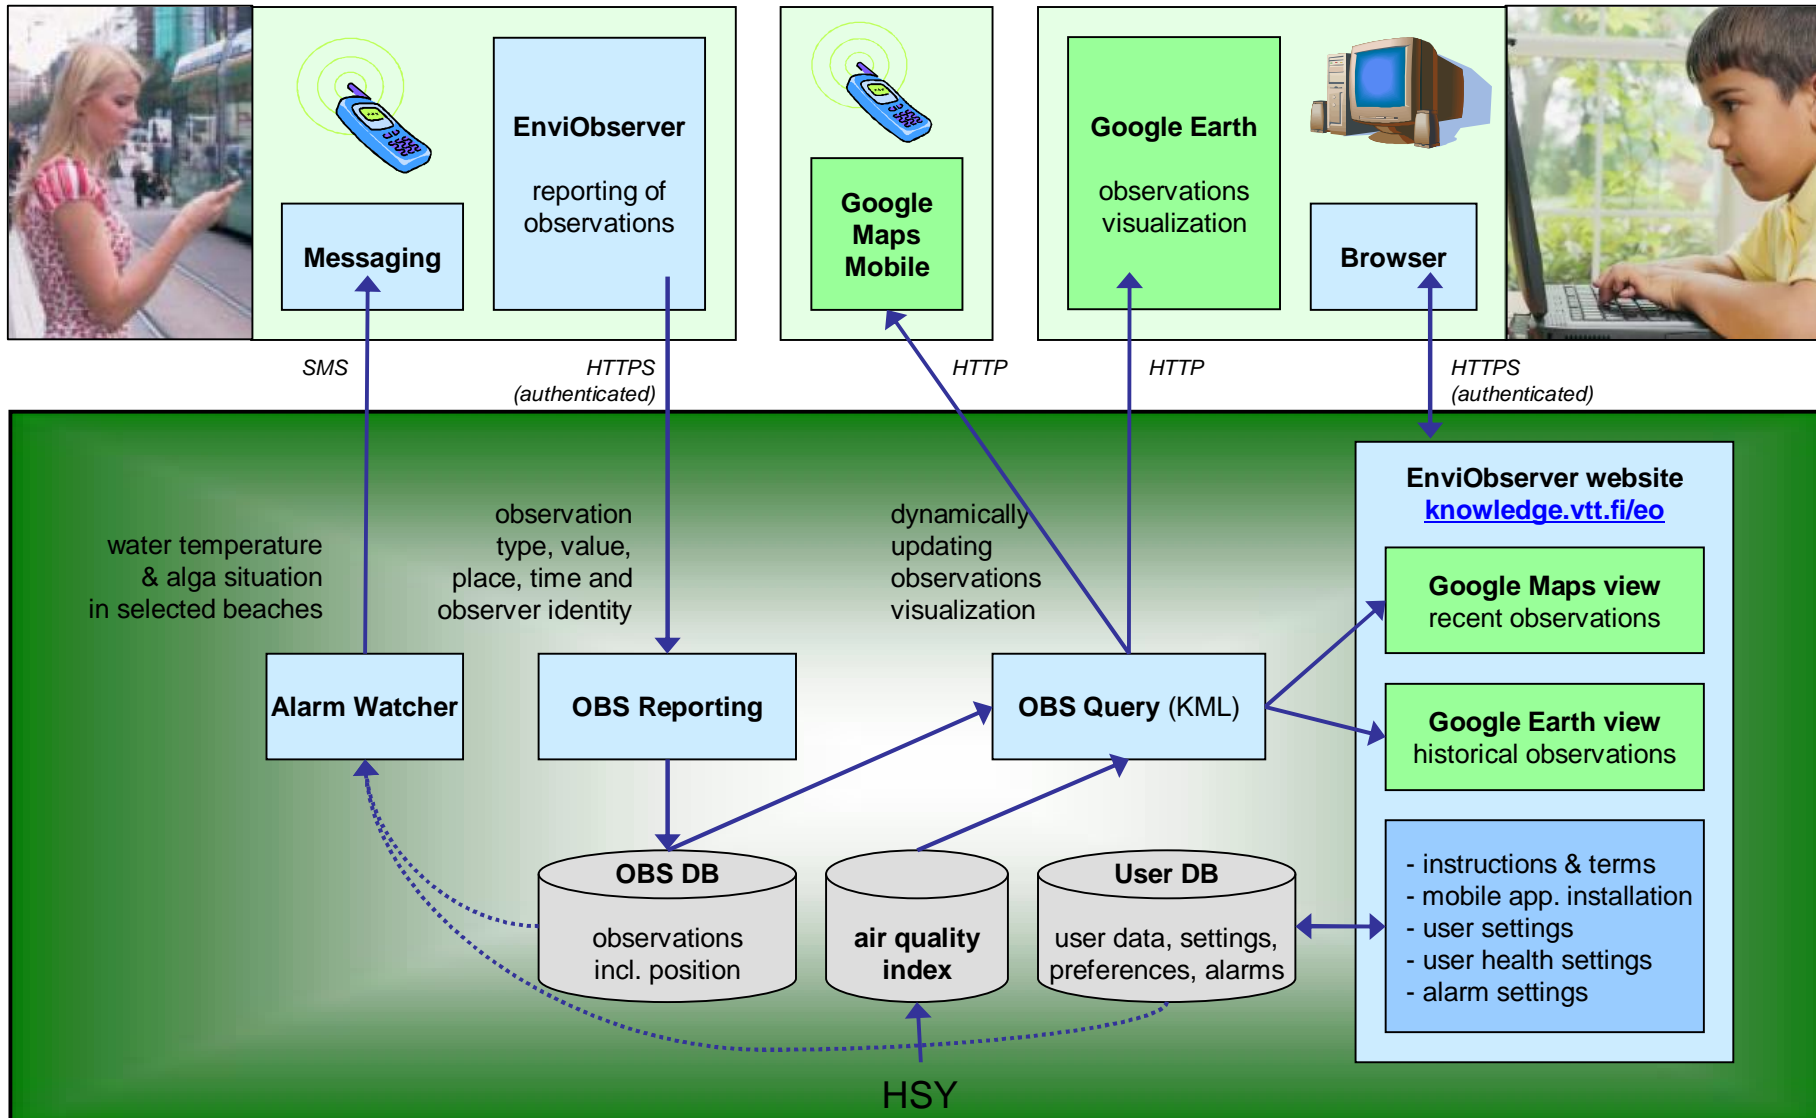 EnviObserver
reporting of
observations
Messaging
Google
Maps
Mobile
Google Earth
observations
visualization
Browser
SMS
HTTPS
(authenticated)
HTTP
HTTP
HTTPS
(authenticated)
water temperature
& alga situation
in selected beaches
observation
type, value,
place, time and
observer identity
dynamically
updating
observations
visualization
EnviObserver website
knowledge.vtt.fi/eo
Google Maps view
recent observations
Google Earth view
historical observations
- instructions & terms
- mobile app. installation
- user settings
- user health settings
- alarm settings
Alarm Watcher
OBS Reporting
OBS Query (KML)
OBS DB
observations
incl. position
air quality
index
User DB
user data, settings,
preferences, alarms
HSY